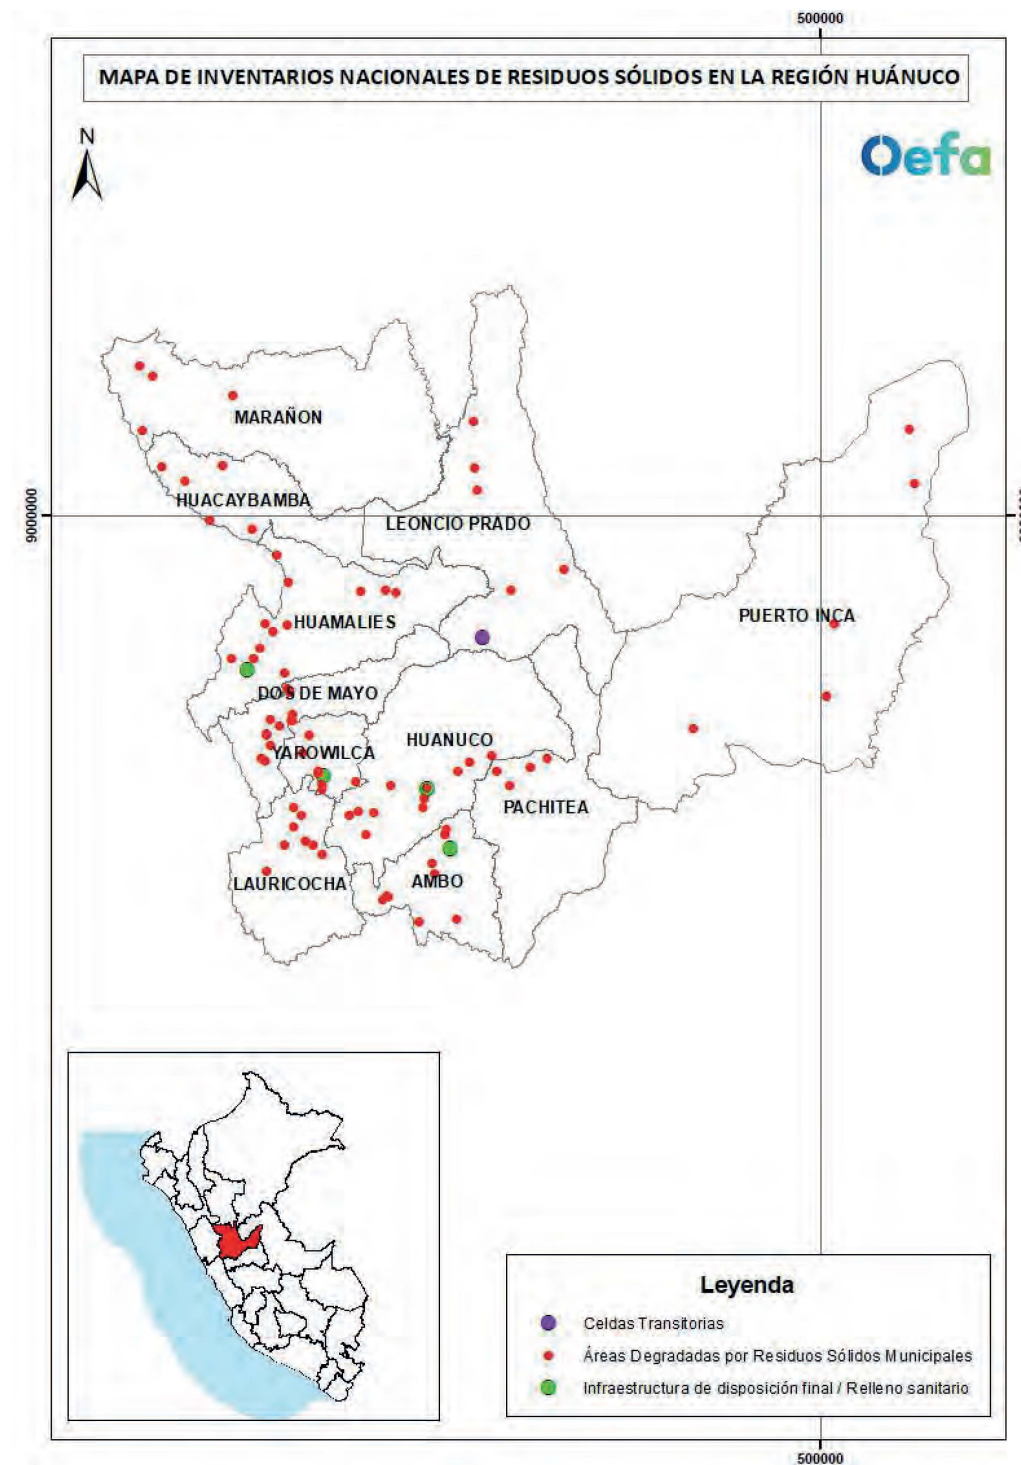 500000
MAPA DE INVENTARIOS NACIONALES DE RESIDUOS SÓLIDOS EN LA REGIÓN HUÁNUCO
N
Oefa
MARAÑON
HUACAYBAMBA
9000000
LEONCIO PRADO
HUAMALIES
PUERTO INCA
DOS DE MAYO
HUANUCO
YAROWILCA
PACHITEA
LAURICOCHA
AMBO
Leyenda
Celdas Transitorias
Áreas Degradadas por Residuos Sólidos Municipales
Infraestructura de disposición final / Relleno sanitario
500000